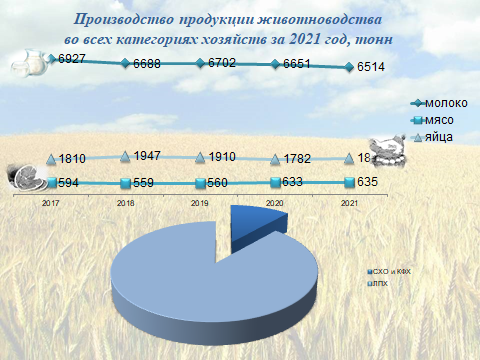 Производство продукции животноводства
во всех категориях хозяйств за 2021 год, тонн
6927 6688 6702 6651 6514
молоко
мясо
яйца
1810 1947 1910 1782
594 559 560 633 635
2017 2018 2019 2020 2021
СХО и КФХ
ЛПХ